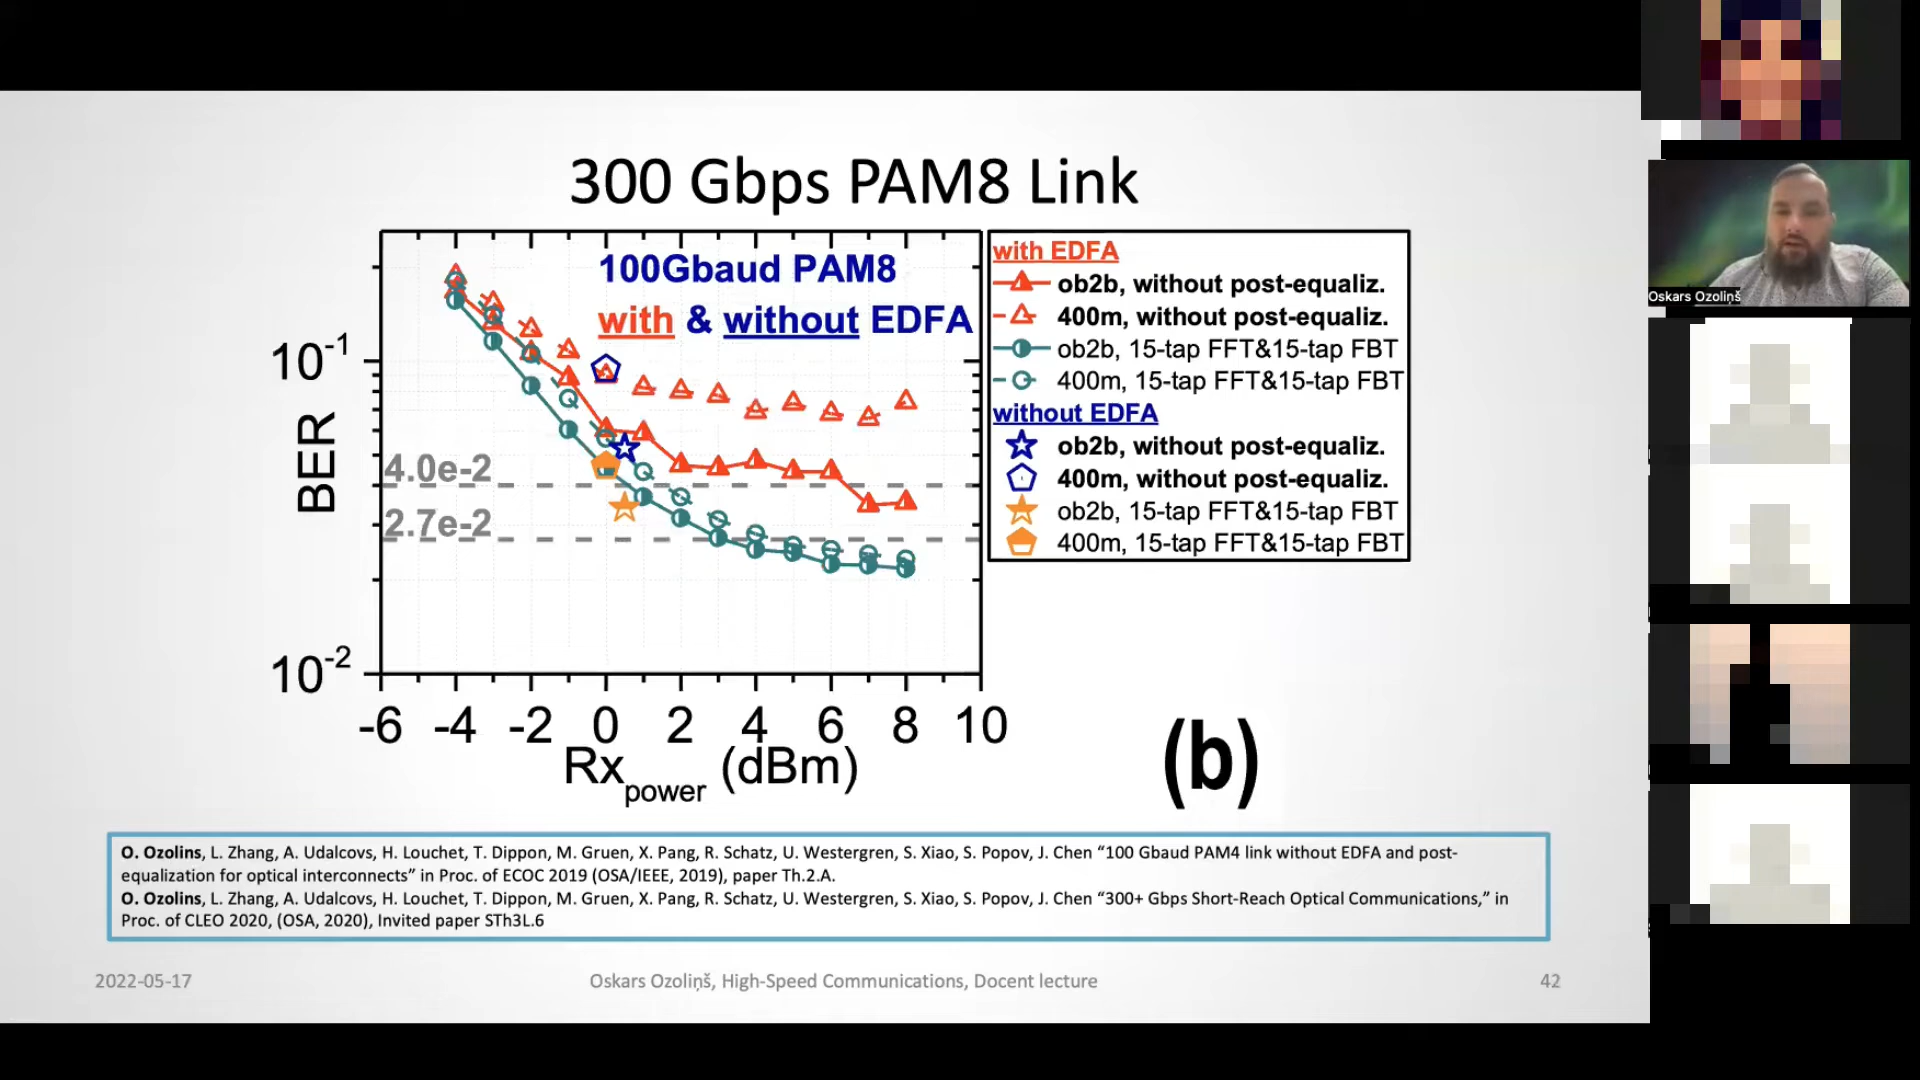 300 Gbps PAM8 Link
100Gbaud PAM8
with & without EDFA
10-1
BER
4.0e-2
2.7e-2
10-2
-6 -4 -2 0 2 4 6 8 10
Rxpower (dBm)
with EDFA
ob2b, without post-equaliz.
400m, without post-equaliz.
ob2b, 15-tap FFT&15-tap FBT
400m, 15-tap FFT&15-tap FBT
without EDFA
ob2b, without post-equaliz.
400m, without post-equaliz.
ob2b, 15-tap FFT&15-tap FBT
400m, 15-tap FFT&15-tap FBT
(b)
O. Ozolins, L. Zhang, A. Udalcovs, H. Louchet, T. Dippon, M. Gruen, X. Pang, R. Schatz, U. Westergren, S. Xiao, S. Popov, J. Chen “100 Gbaud PAM4 link without EDFA and post-
equalization for optical interconnects” in Proc. of ECOC 2019 (OSA/IEEE, 2019), paper Th.2.A.
O. Ozolins, L. Zhang, A. Udalcovs, H. Louchet, T. Dippon, M. Gruen, X. Pang, R. Schatz, U. Westergren, S. Xiao, S. Popov, J. Chen “300+ Gbps Short-Reach Optical Communications,” in
Proc. of CLEO 2020, (OSA, 2020), Invited paper STh3L.6
2022-05-17
Oskars Ozoliņš, High-Speed Communications, Docent lecture
42
Oskars Ozoliņš